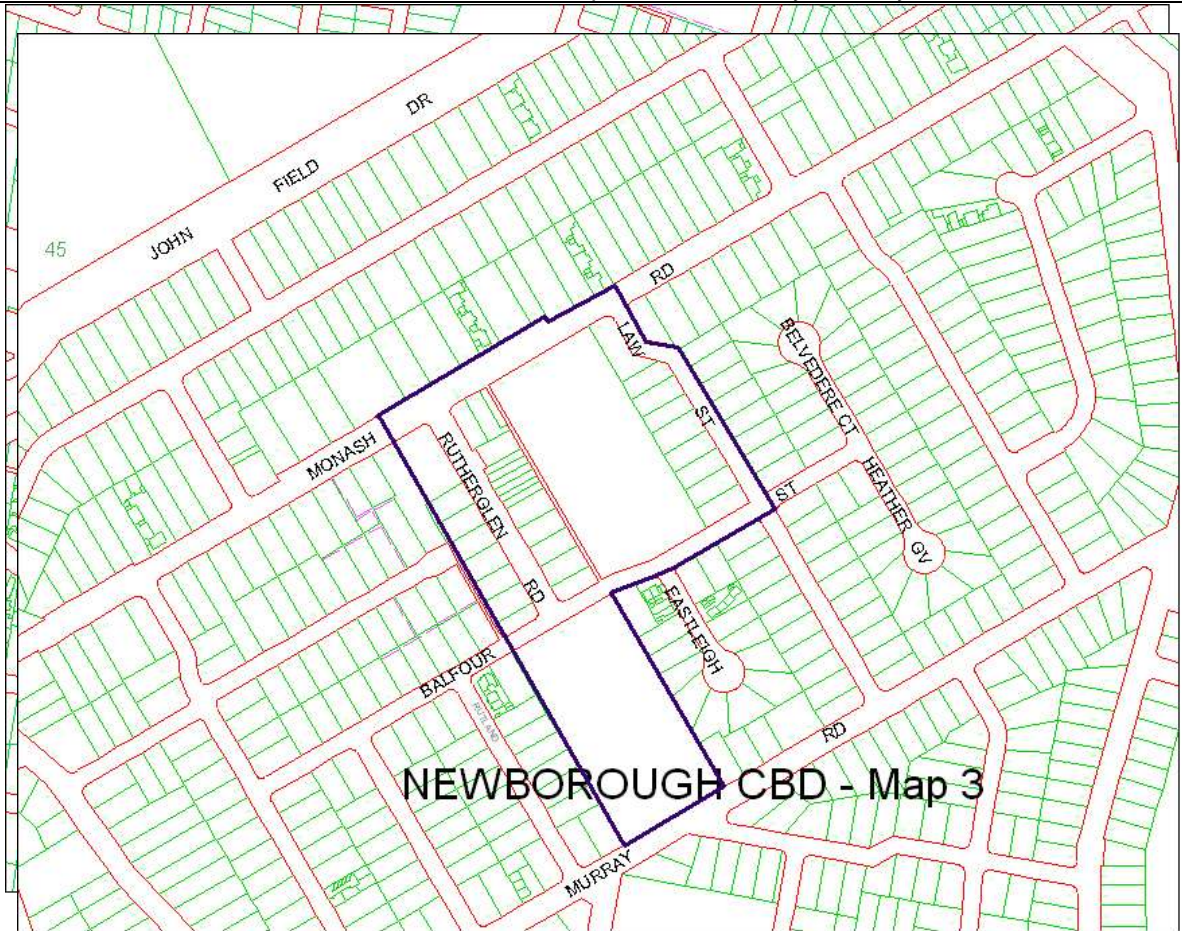 JOHN FIELD DR
45
MONASH RD
LAW ST
BELVEDERE CT
HEATHER GV
RUTHERGLEN RD
BALFOUR ST
EASTLEIGH
RUTLAND
MURRAY RD
NEWBOROUGH CBD - Map 3